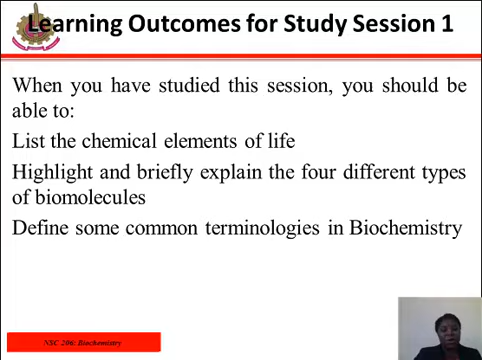 Learning Outcomes for Study Session 1
When you have studied this session, you should be
able to:
List the chemical elements of life
Highlight and briefly explain the four different types
of biomolecules
Define some common terminologies in Biochemistry
NSC 206: Biochemistry